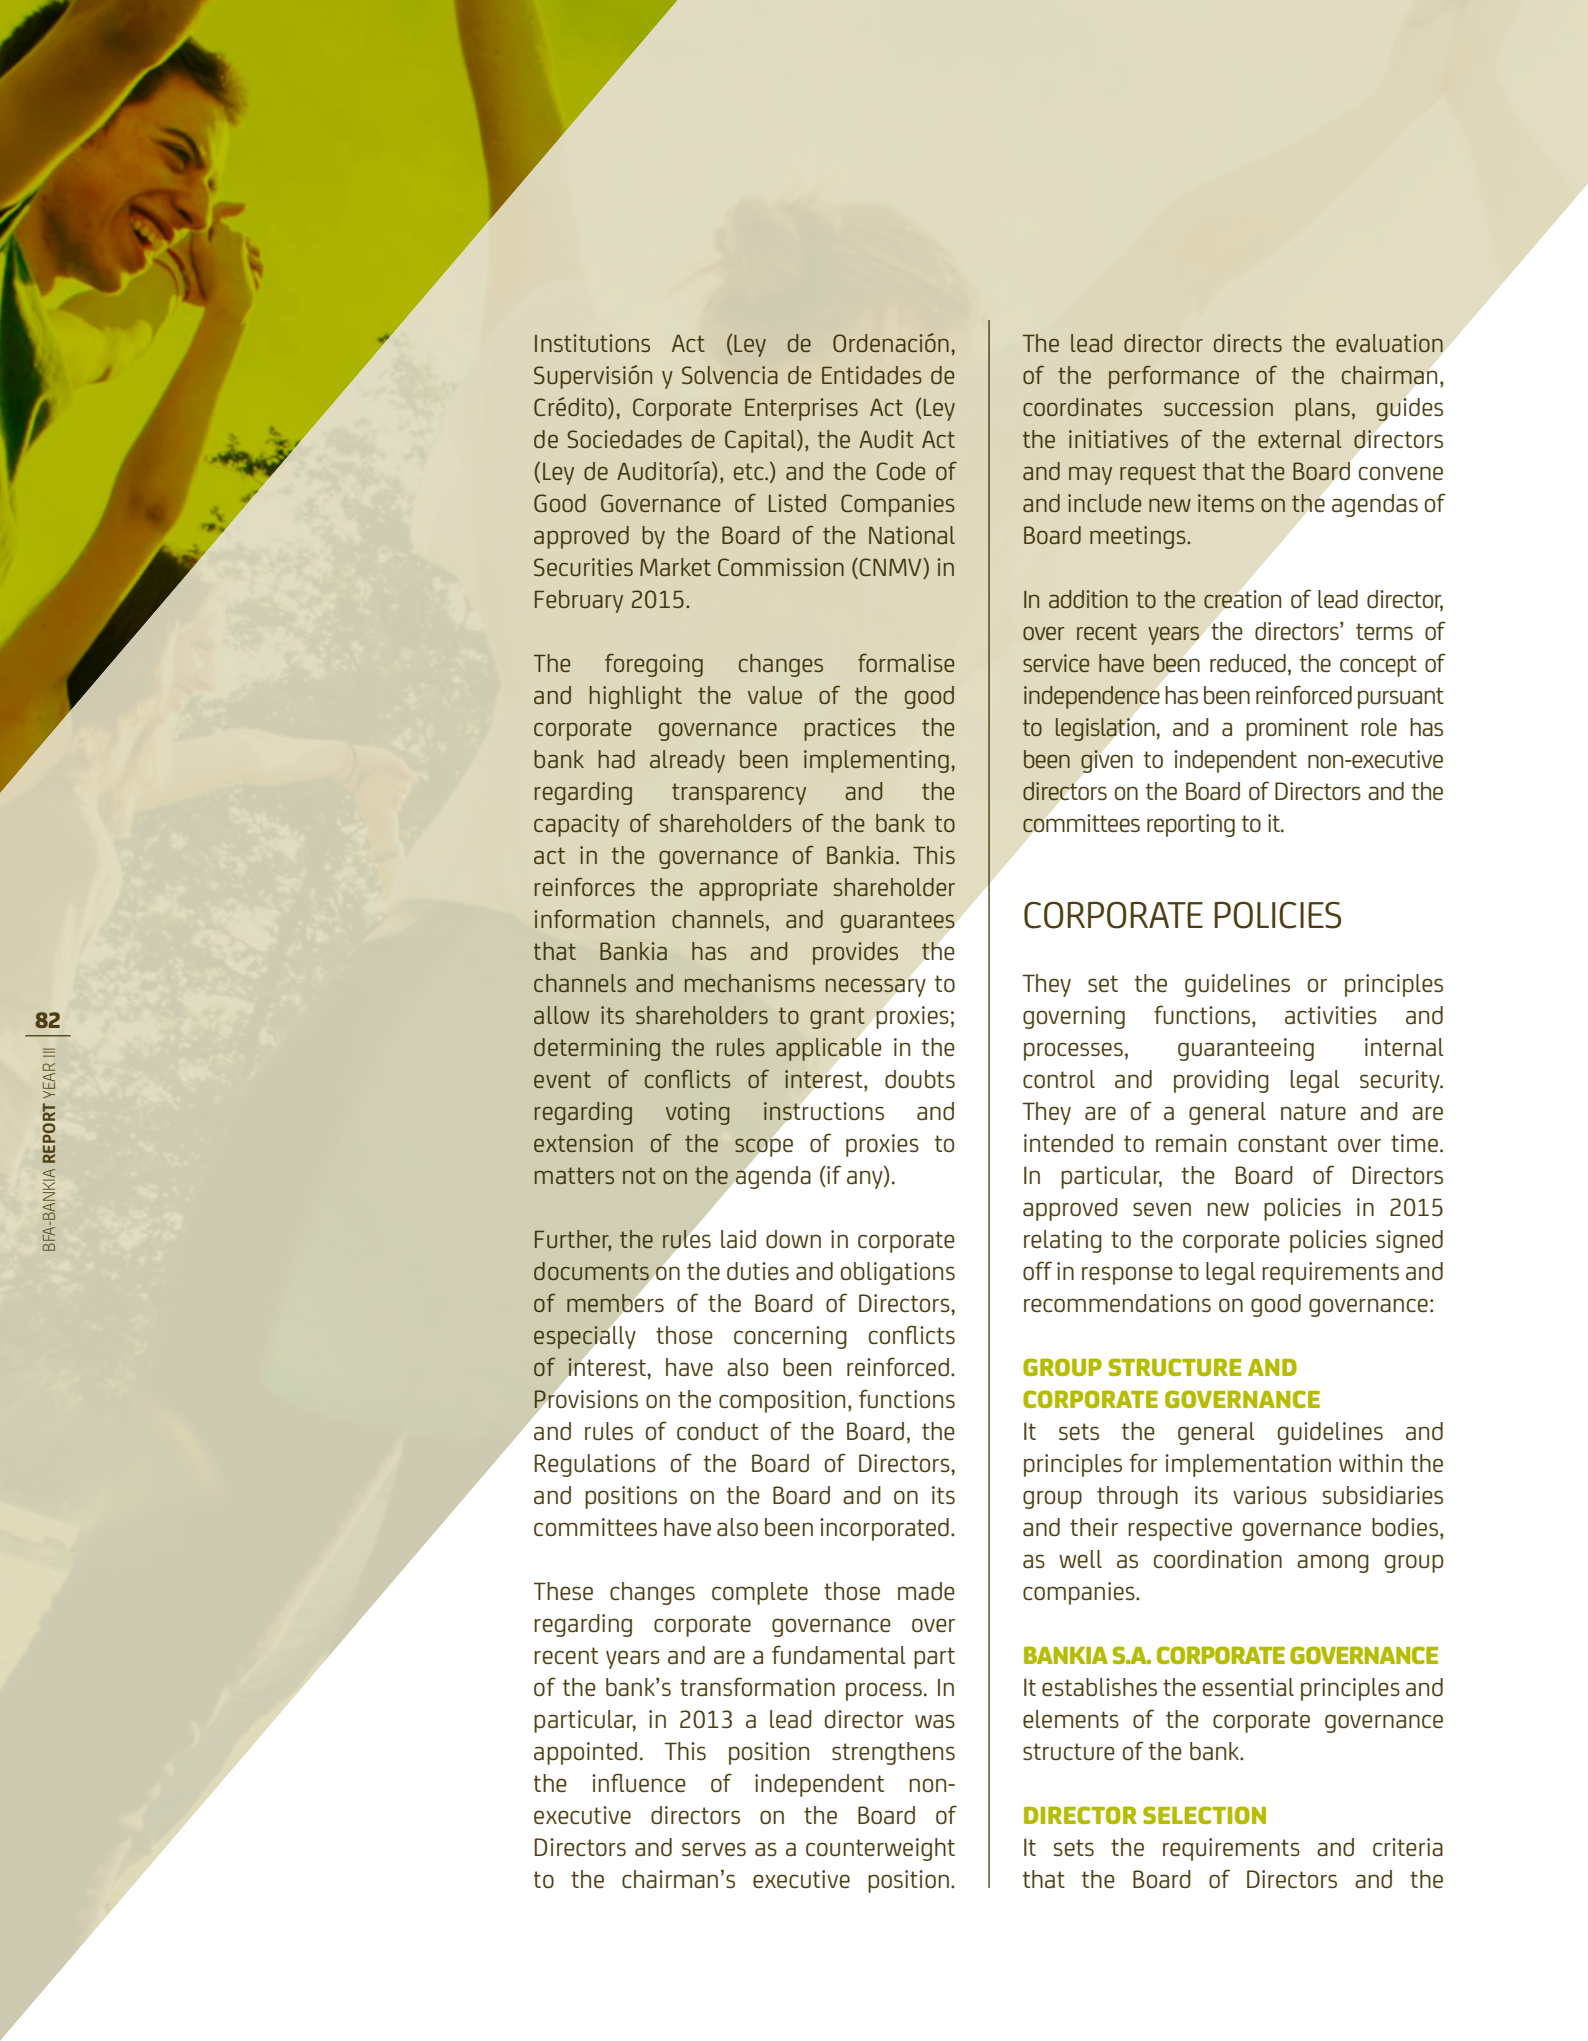 Institutions Act (Ley de Ordenación,
Supervisión y Solvencia de Entidades de
Crédito), Corporate Enterprises Act (Ley
de Sociedades de Capital), the Audit Act
(Ley de Auditoría), etc.) and the Code of
Good Governance of Listed Companies
approved by the Board of the National
Securities Market Commission (CNMV) in
February 2015.
The foregoing changes formalise
and highlight the value of the good
corporate governance practices the
bank had already been implementing,
regarding transparency and the
capacity of shareholders of the bank to
act in the governance of Bankia. This
reinforces the appropriate shareholder
information channels, and guarantees
that Bankia has and provides the
channels and mechanisms necessary to
allow its shareholders to grant proxies;
determining the rules applicable in the
event of conflicts of interest, doubts
regarding voting instructions and
extension of the scope of proxies to
matters not on the agenda (if any).
Further, the rules laid down in corporate
documents on the duties and obligations
of members of the Board of Directors,
especially those concerning conflicts
of interest, have also been reinforced.
Provisions on the composition, functions
and rules of conduct of the Board, the
Regulations of the Board of Directors,
and positions on the Board and on its
committees have also been incorporated.
These changes complete those made
regarding corporate governance over
recent years and are a fundamental part
of the bank's transformation process. In
particular, in 2013 a lead director was
appointed. This position strengthens
the influence of independent non-
executive directors on the Board of
Directors and serves as a counterweight
to the chairman's executive position.
The lead director directs the evaluation
of the performance of the chairman,
coordinates succession plans, guides
the initiatives of the external directors
and may request that the Board convene
and include new items on the agendas of
Board meetings.
In addition to the creation of lead director,
over recent years the directors' terms of
service have been reduced, the concept of
independence has been reinforced pursuant
to legislation, and a prominent role has
been given to independent non-executive
directors on the Board of Directors and the
committees reporting to it.
CORPORATE POLICIES
They set the guidelines or principles
governing functions, activities and
processes, guaranteeing internal
control and providing legal security.
They are of a general nature and are
intended to remain constant over time.
In particular, the Board of Directors
approved seven new policies in 2015
relating to the corporate policies signed
off in response to legal requirements and
recommendations on good governance:
GROUP STRUCTURE AND
CORPORATE GOVERNANCE
It sets the general guidelines and
principles for implementation within the
group through its various subsidiaries
and their respective governance bodies,
as well as coordination among group
companies.
BANKIA S.A. CORPORATE GOVERNANCE
It establishes the essential principles and
elements of the corporate governance
structure of the bank.
DIRECTOR SELECTION
It sets the requirements and criteria
that the Board of Directors and the
82
BFA-BANKIA REPORT YEAR III